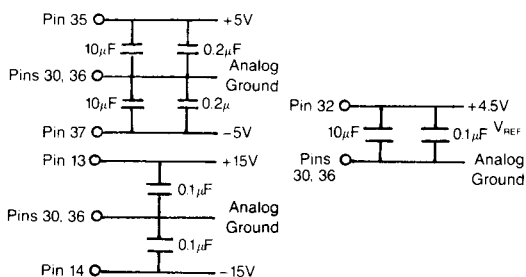 Pin 35
+5V
10μF
0.2μF
Pins 30, 36
Analog
Ground
10μF
0.2μ
Pin 37
−5V
Pin 13
+15V
0.1μF
Pins 30, 36
Analog
Ground
0.1μF
Pin 14
−15V
Pin 32
+4.5V
10μF
0.1μF
VREF
Pins
30, 36
Analog
Ground